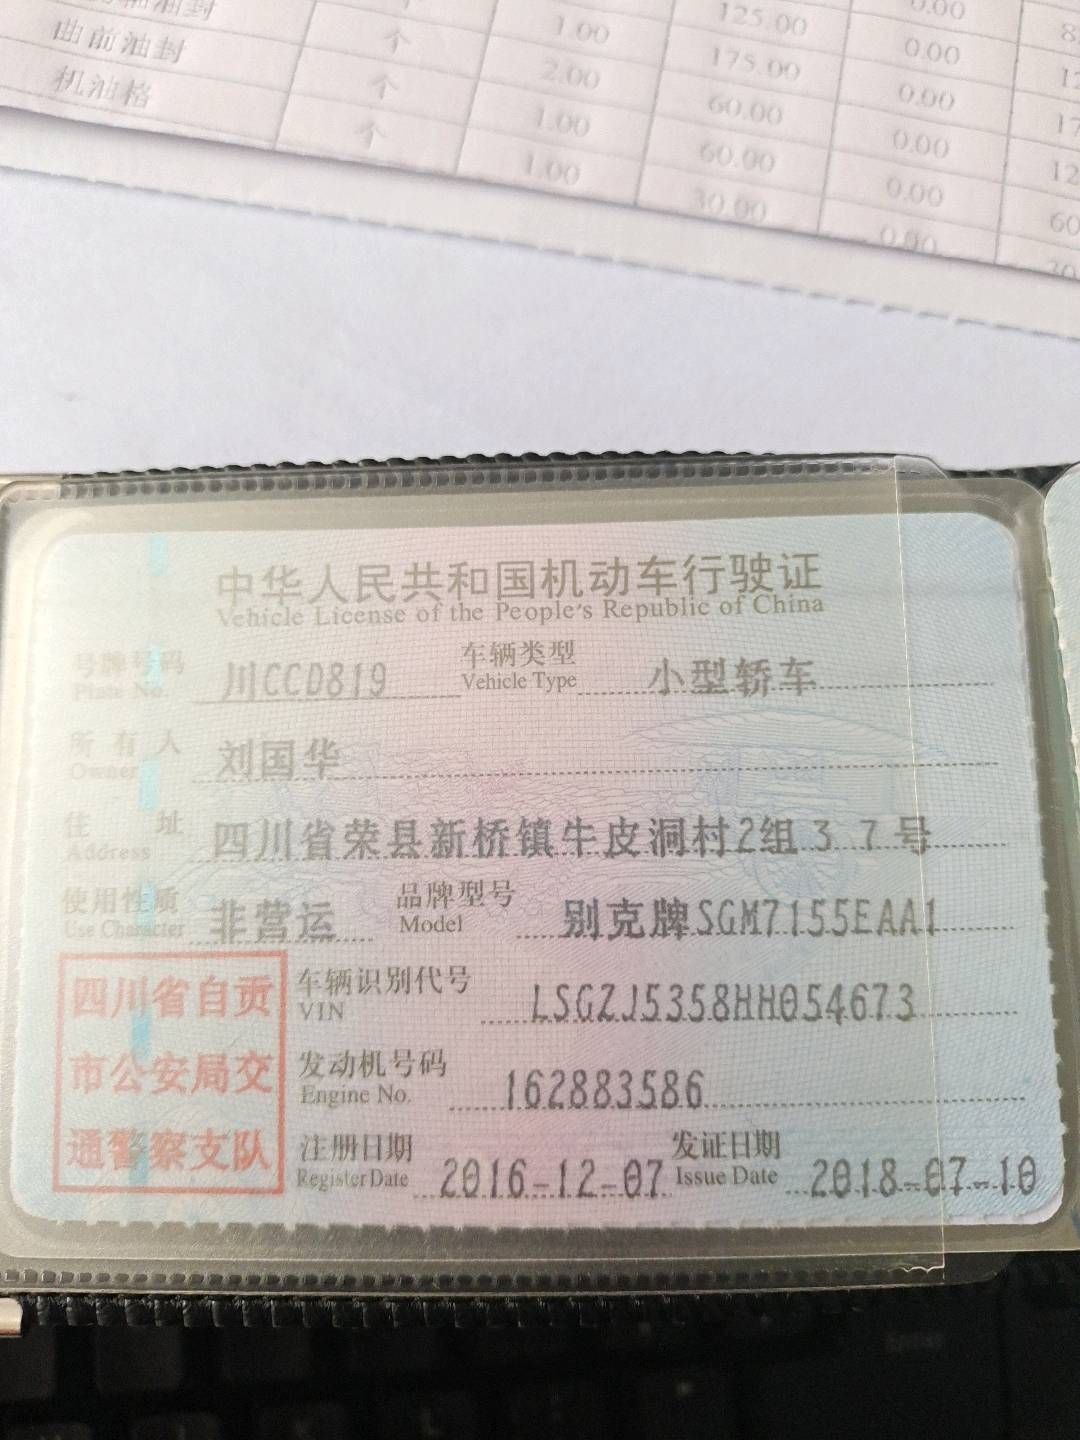 油封 个 125.00 0.00
曲前油封 个 1.00 175.00 0.00
机油格 个 2.00 60.00 0.00
个 1.00 60.00 0.00
1.00 30.00 0.00
0.00
中华人民共和国机动车行驶证
Vehicle License of the People's Republic of China
号牌号码 川CCD819 车辆类型 小型轿车
Plate No. Vehicle Type
所有人 刘国华
Owner
住址 四川省荣县新桥镇牛皮洞村2组37号
Address
使用性质 非营运 品牌型号 别克牌SGM7155EAA1
Use Character Model
四川省自贡
市公安局交
通警察支队
车辆识别代号 LSGZJ5358HH054673
VIN
发动机号码 162883586
Engine No.
注册日期 2016-12-07 发证日期 2018-07-10
Register Date Issue Date